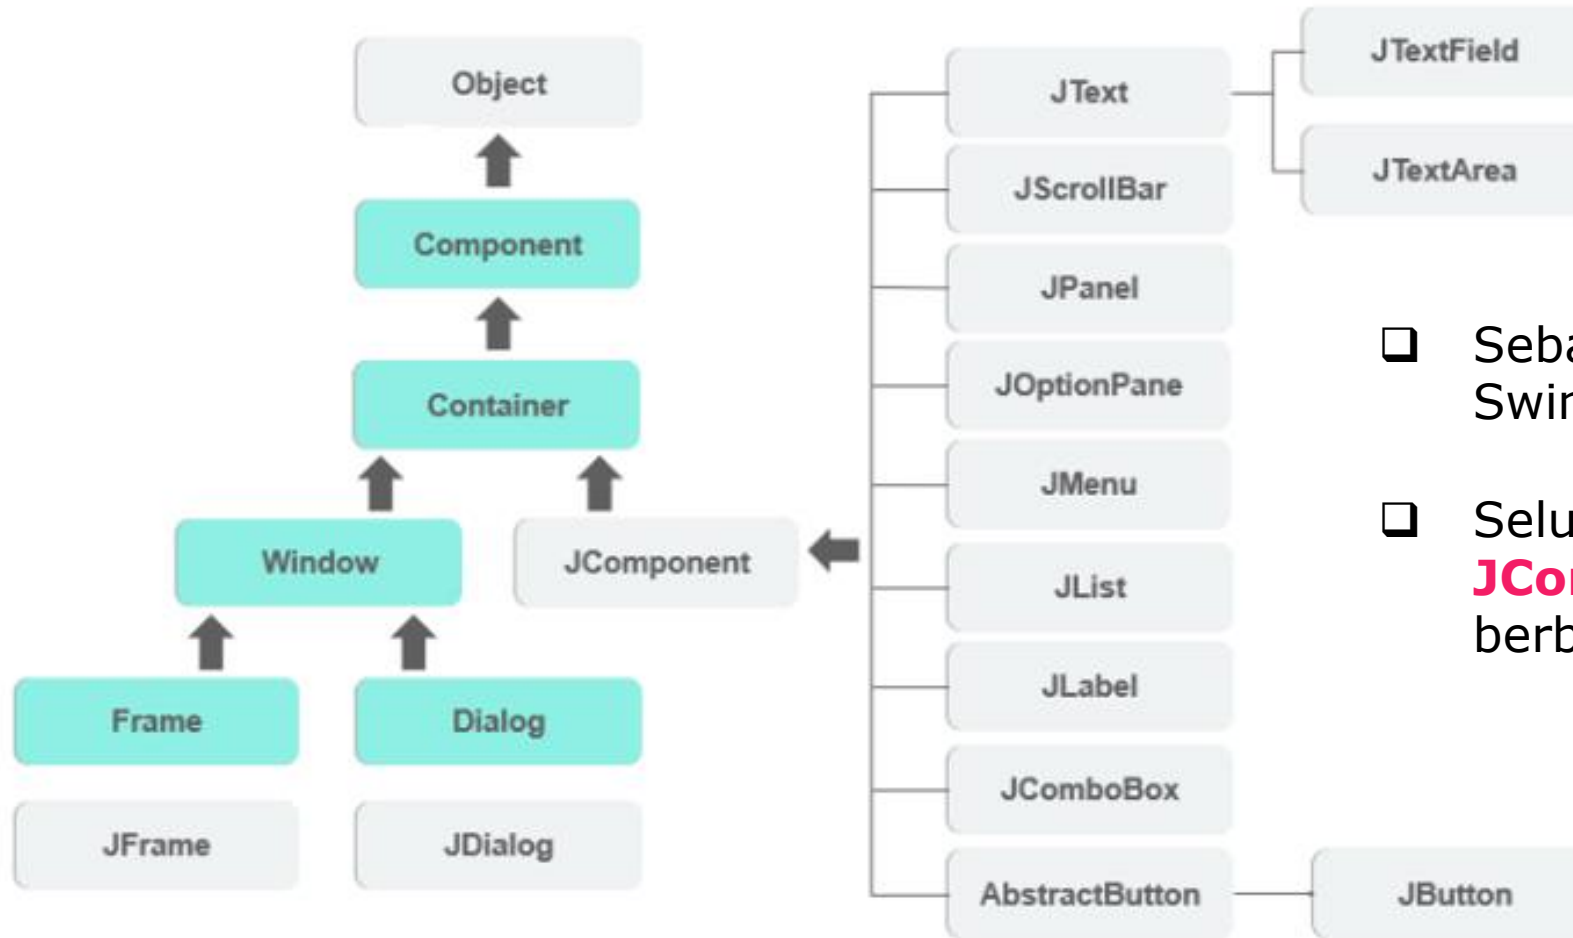 Object
Component
Container
Window
JComponent
Frame
Dialog
JFrame
JDialog
JText
JScrollBar
JPanel
JOptionPane
JMenu
JList
JLabel
JComboBox
AbstractButton
JTextField
JTextArea
JButton